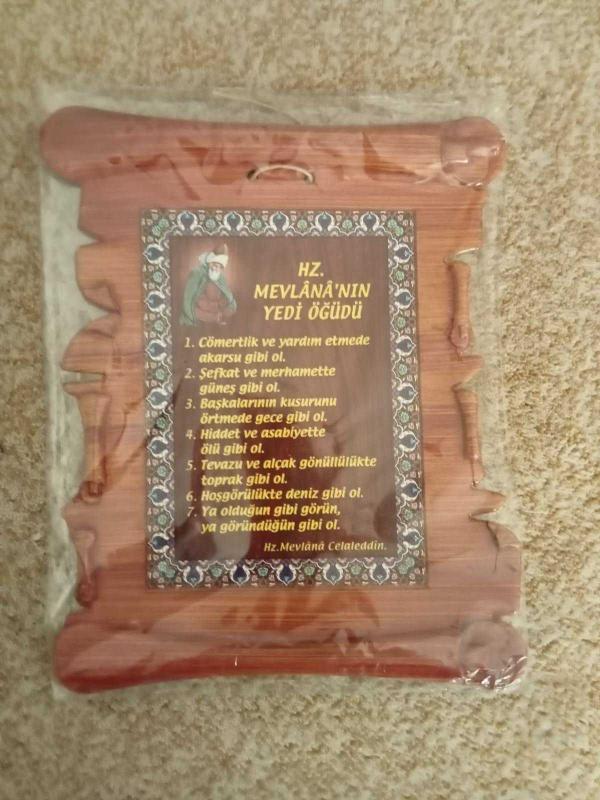 HZ.
MEVLÂNÂ'NIN
YEDİ ÖĞÜDÜ
1. Cömertlik ve yardım etmede
akarsu gibi ol.
2. Şefkat ve merhamette
güneş gibi ol.
3. Başkalarının kusurunu
örtmede gece gibi ol.
4. Hiddet ve asabiyette
ölü gibi ol.
5. Tevazu ve alçak gönüllülükte
toprak gibi ol.
6. Hoşgörülükte deniz gibi ol.
7. Ya olduğun gibi görün,
ya göründüğün gibi ol.
Hz.Mevlânâ Celaleddin.